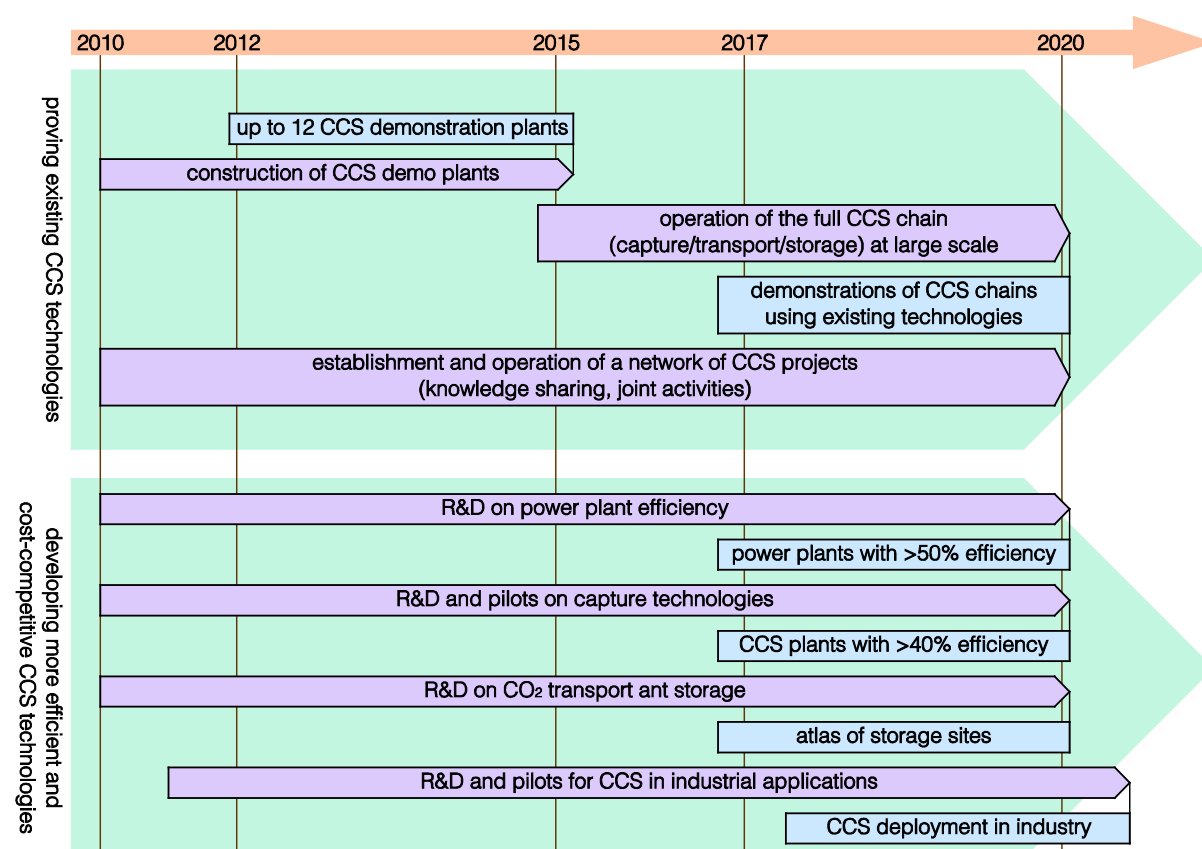 2010 2012 2015 2017 2020
proving existing CCS technologies
up to 12 CCS demonstration plants
construction of CCS demo plants
operation of the full CCS chain
(capture/transport/storage) at large scale
demonstrations of CCS chains
using existing technologies
establishment and operation of a network of CCS projects
(knowledge sharing, joint activities)
developing more efficient and
cost-competitive CCS technologies
R&D on power plant efficiency
power plants with >50% efficiency
R&D and pilots on capture technologies
CCS plants with >40% efficiency
R&D on CO₂ transport ant storage
atlas of storage sites
R&D and pilots for CCS in industrial applications
CCS deployment in industry